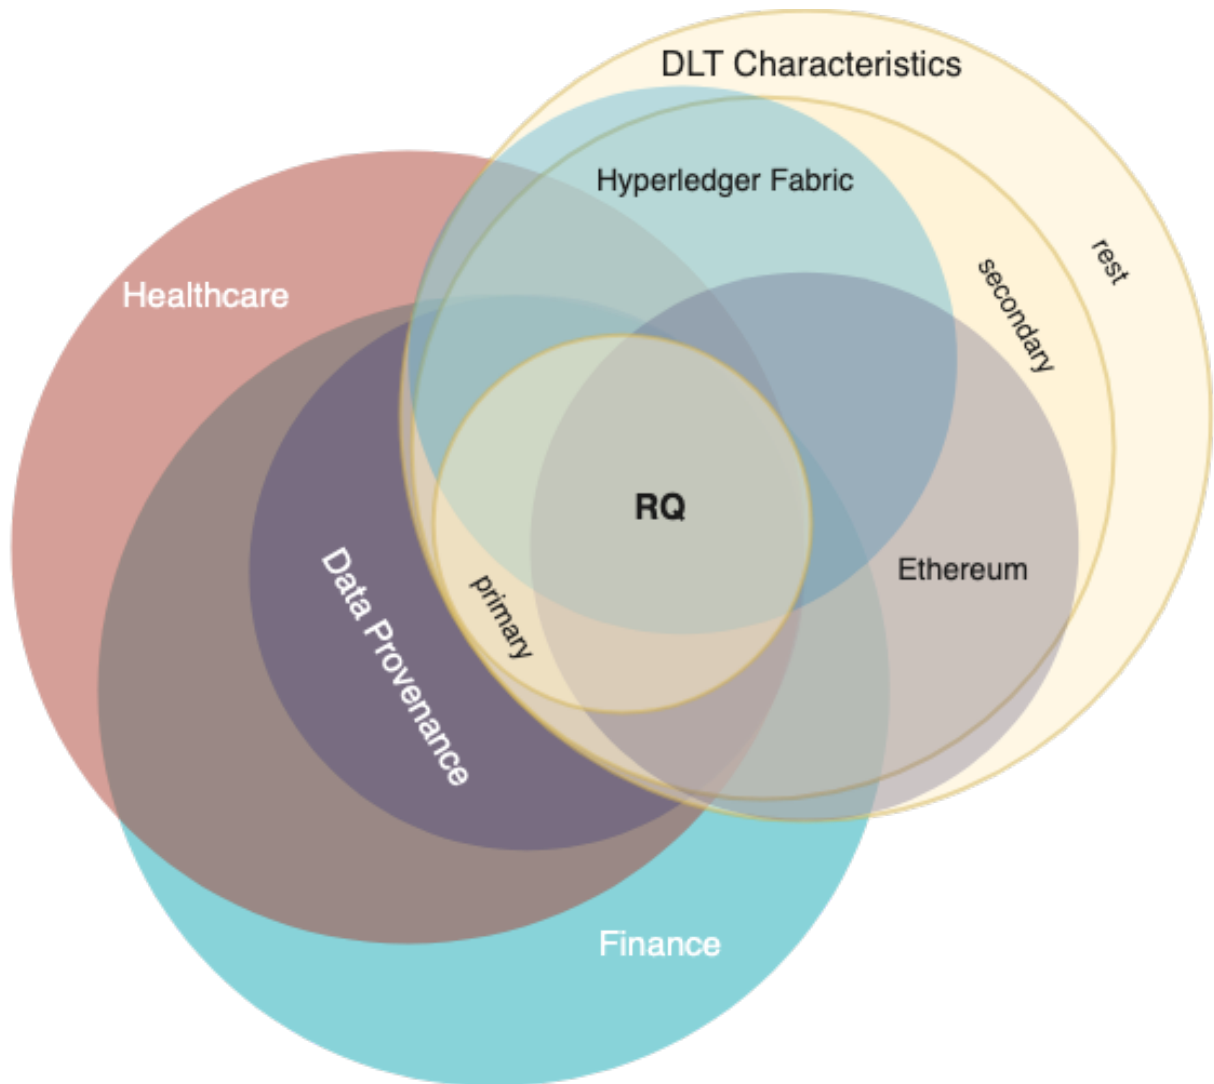 DLT Characteristics
Hyperledger Fabric
rest
secondary
Healthcare
RQ
Ethereum
primary
Data Provenance
Finance